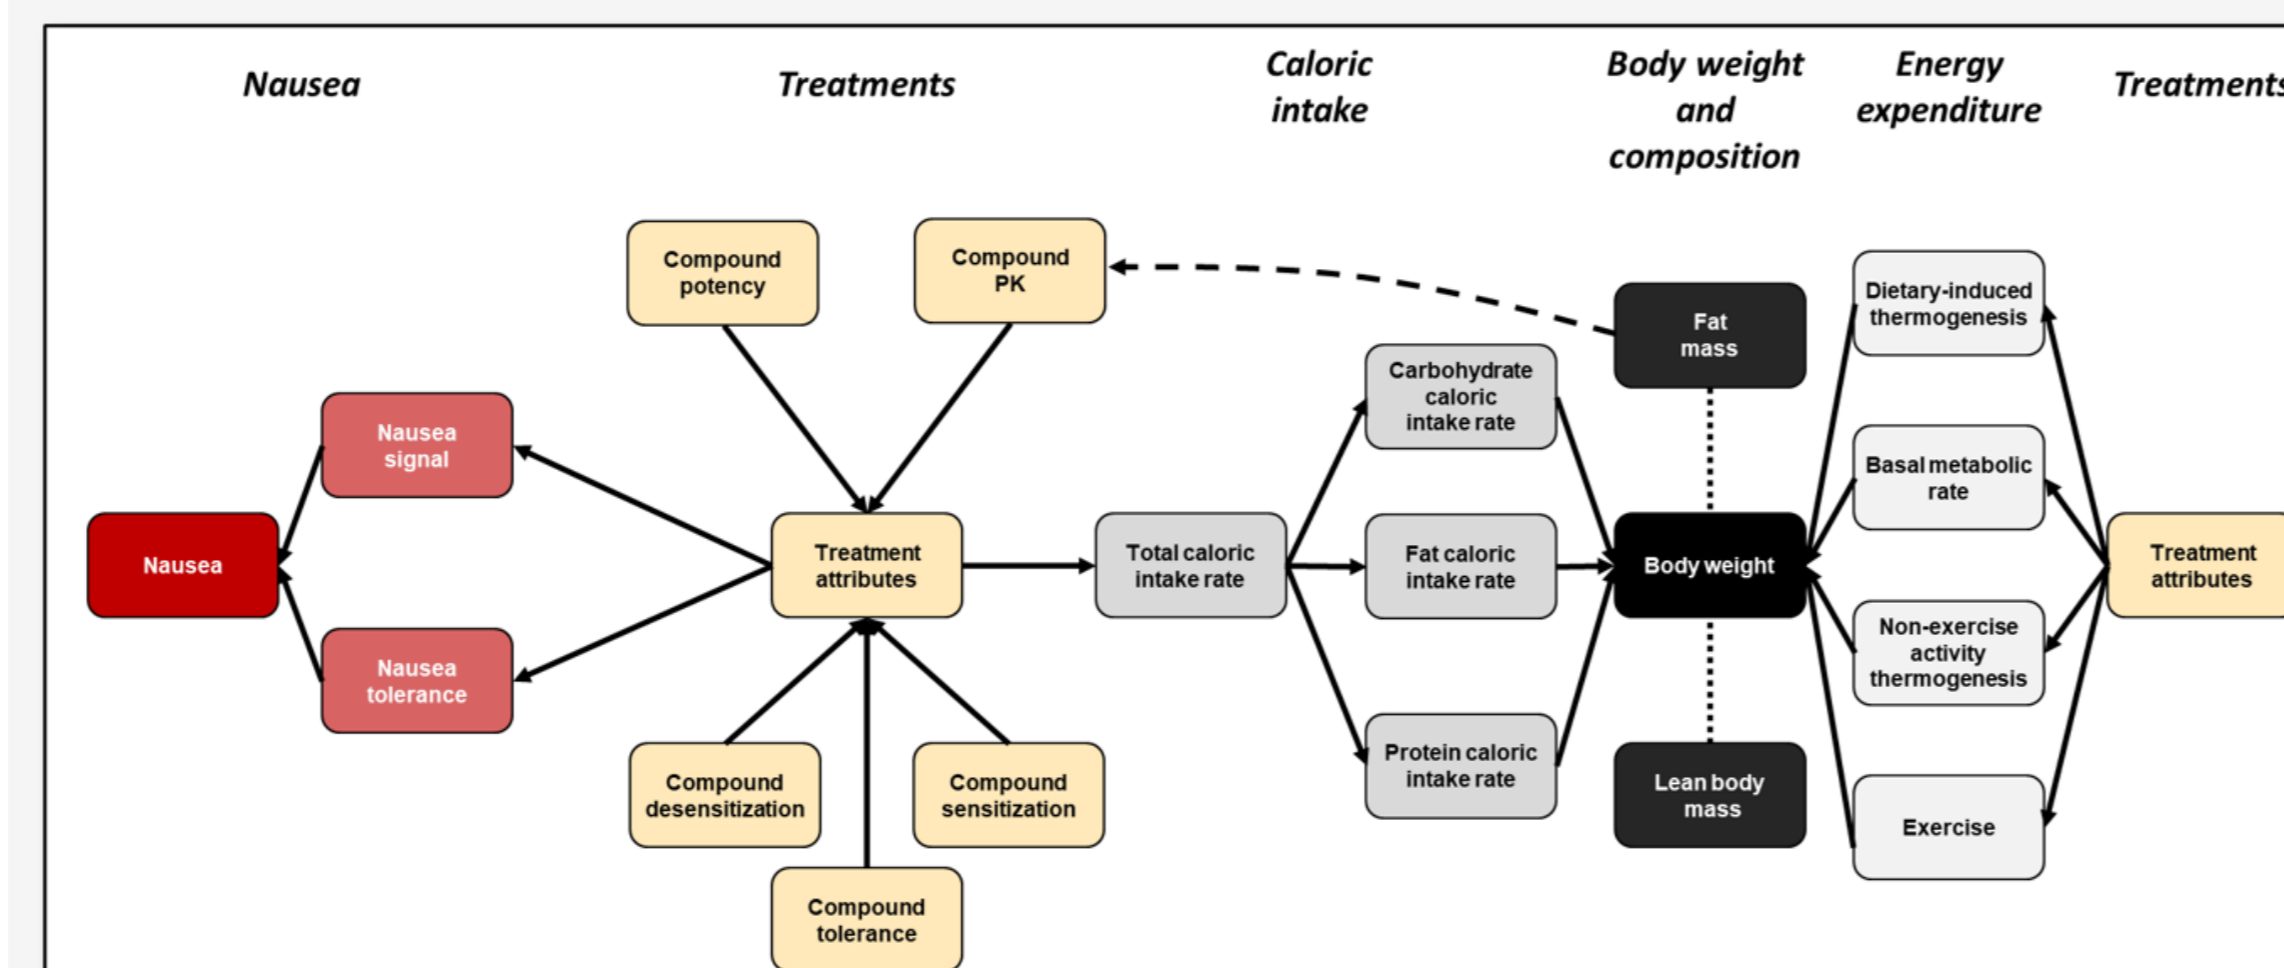 Nausea
Treatments
Caloric
intake
Body weight
and
composition
Energy
expenditure
Treatments
Compound
potency
Compound
PK
Dietary-induced
thermogenesis
Fat
mass
Carbohydrate
caloric
intake rate
Nausea
signal
Basal metabolic
rate
Nausea
Treatment
attributes
Total caloric
intake rate
Fat caloric
intake rate
Body weight
Treatment
attributes
Non-exercise
activity
thermogenesis
Nausea
tolerance
Compound
desensitization
Compound
sensitization
Protein caloric
intake rate
Lean body
mass
Exercise
Compound
tolerance